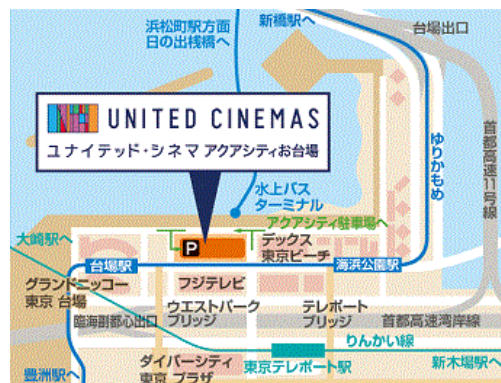 浜松町駅方面
日の出桟橋へ
新橋駅へ
台場出口
UNITED CINEMAS
ユナイテッド・シネマ アクアシティお台場
首都高速11号線
ゆりかもめ
水上バス
ターミナル
アクアシティ駐車場へ
大崎駅へ
P
デックス
東京ビーチ
台場駅
海浜公園駅
グランドニッコー
東京 台場
フジテレビ
ウエストパーク
ブリッジ
テレポート
ブリッジ
臨海副都心出口
首都高速湾岸線
りんかい線
ダイバーシティ
東京 プラザ
東京テレポート駅
新木場駅へ
豊洲駅へ